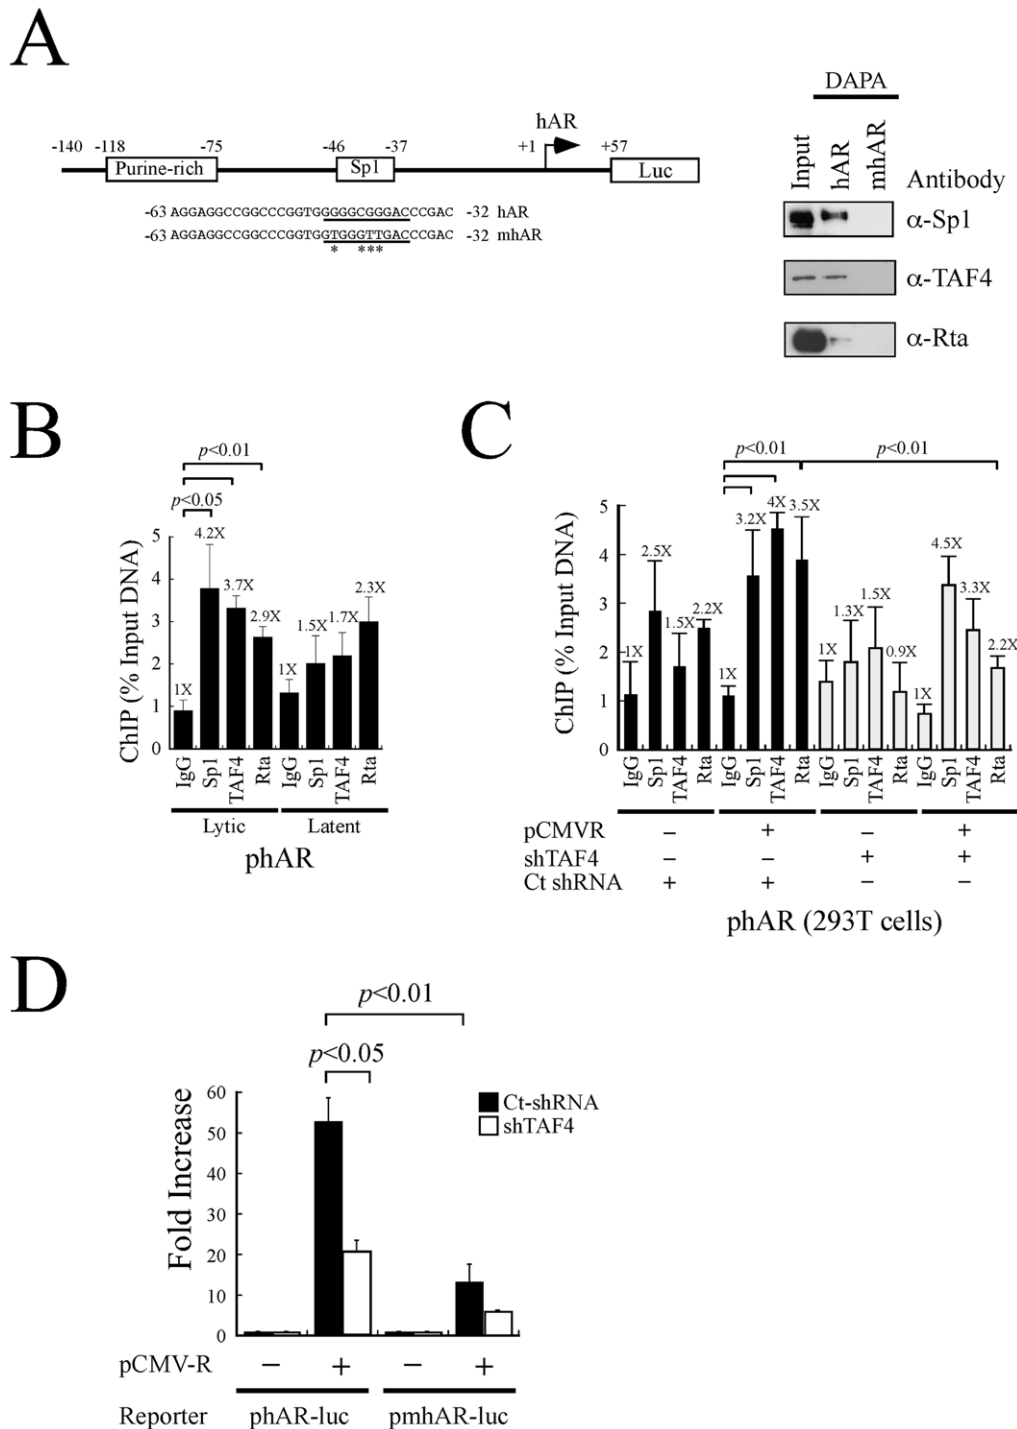 A
DAPA
hAR
-140 -118 -75 -46 -37 +1 +57
Purine-rich Sp1 Luc
-63 AGGAGGCCGGCCCGGTGGGGGCGGGACCCGAC -32 hAR
-63 AGGAGGCCGGCCCGGTGGTGGGTTGACCCGAC -32 mhAR
* ***
Input hAR mhAR Antibody
α-Sp1
α-TAF4
α-Rta
B
p<0.01
p<0.05
ChIP (% Input DNA)
5
4
3
2
1
0
1X 4.2X 3.7X 2.9X 1X 1.5X 1.7X 2.3X
IgG Sp1 TAF4 Rta IgG Sp1 TAF4 Rta
Lytic Latent
phAR
C
p<0.01 p<0.01
ChIP (% Input DNA)
5
4
3
2
1
0
1X 2.5X 1.5X 2.2X 1X 3.2X 4X 3.5X 1X 1.3X 1.5X 0.9X 1X 4.5X 3.3X 2.2X
IgG Sp1 TAF4 Rta IgG Sp1 TAF4 Rta IgG Sp1 TAF4 Rta IgG Sp1 TAF4 Rta
pCMVR − + − +
shTAF4 − − + +
Ct shRNA + + − −
phAR (293T cells)
D
p<0.01
p<0.05
Ct-shRNA
shTAF4
Fold Increase
60
50
40
30
20
10
0
pCMV-R − + − +
Reporter phAR-luc pmhAR-luc